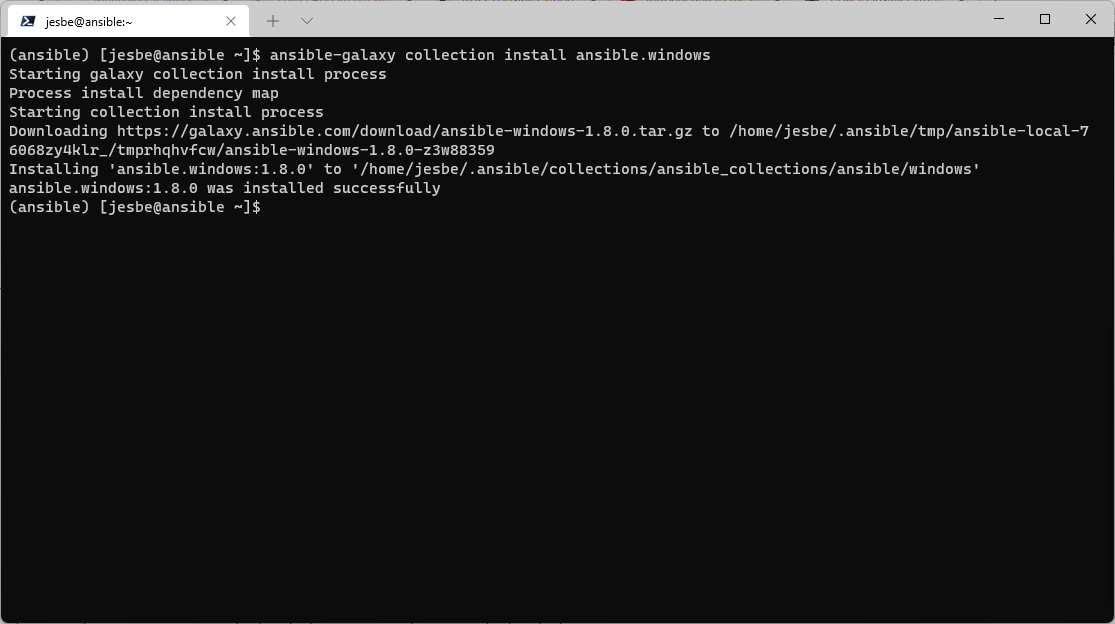 jesbe@ansible:~
(ansible) [jesbe@ansible ~]$ ansible-galaxy collection install ansible.windows
Starting galaxy collection install process
Process install dependency map
Starting collection install process
Downloading https://galaxy.ansible.com/download/ansible-windows-1.8.0.tar.gz to /home/jesbe/.ansible/tmp/ansible-local-7
6068zy4klr_/tmprhqhvfcw/ansible-windows-1.8.0-z3w88359
Installing 'ansible.windows:1.8.0' to '/home/jesbe/.ansible/collections/ansible_collections/ansible/windows'
ansible.windows:1.8.0 was installed successfully
(ansible) [jesbe@ansible ~]$